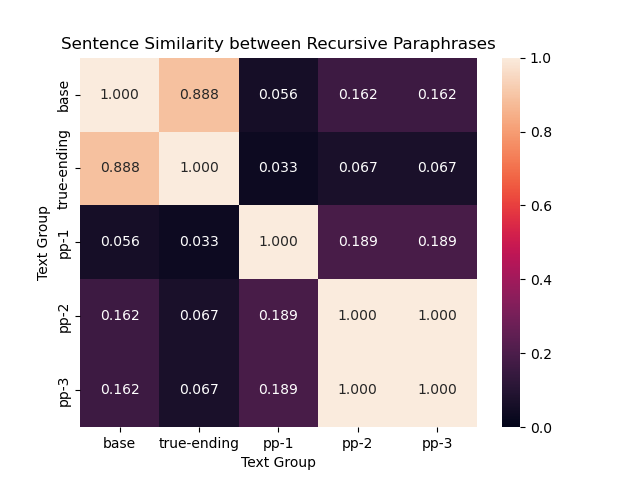 Sentence Similarity between Recursive Paraphrases
base 1.000 0.888 0.056 0.162 0.162
true-ending 0.888 1.000 0.033 0.067 0.067
pp-1 0.056 0.033 1.000 0.189 0.189
pp-2 0.162 0.067 0.189 1.000 1.000
pp-3 0.162 0.067 0.189 1.000 1.000
base true-ending pp-1 pp-2 pp-3
Text Group
Text Group
1.0
0.8
0.6
0.4
0.2
0.0